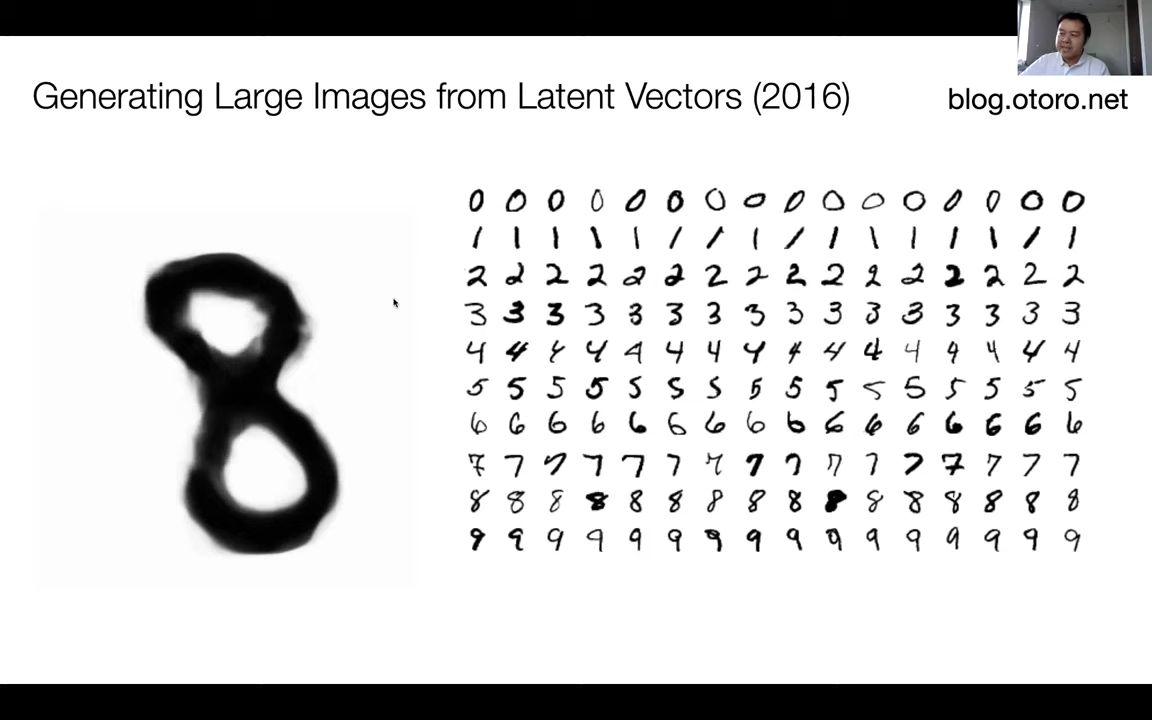 Generating Large Images from Latent Vectors (2016)
blog.otoro.net
8
0 0 0 0 0 0 0 0 0 0 0 0 0 0 0 0
1 1 1 1 1 1 1 1 1 1 1 1 1 1 1 1
2 2 2 2 2 2 2 2 2 2 2 2 2 2 2 2
3 3 3 3 3 3 3 3 3 3 3 3 3 3 3 3
4 4 4 4 4 4 4 4 4 4 4 4 4 4 4 4
5 5 5 5 5 5 5 5 5 5 5 5 5 5 5 5
6 6 6 6 6 6 6 6 6 6 6 6 6 6 6 6
7 7 7 7 7 7 7 7 7 7 7 7 7 7 7 7
8 8 8 8 8 8 8 8 8 8 8 8 8 8 8 8
9 9 9 9 9 9 9 9 9 9 9 9 9 9 9 9